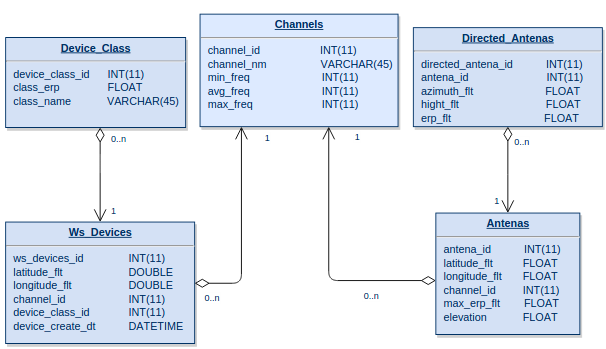 Device_Class
device_class_id INT(11)
class_erp FLOAT
class_name VARCHAR(45)
Channels
channel_id INT(11)
channel_nm VARCHAR(45)
min_freq INT(11)
avg_freq INT(11)
max_freq INT(11)
Directed_Antenas
directed_antena_id INT(11)
antena_id INT(11)
azimuth_flt FLOAT
hight_flt FLOAT
erp_flt FLOAT
0..n
1
1
1
0..n
1
Ws_Devices
ws_devices_id INT(11)
latitude_flt DOUBLE
longitude_flt DOUBLE
channel_id INT(11)
device_class_id INT(11)
device_create_dt DATETIME
0..n
0..n
Antenas
antena_id INT(11)
latitude_flt FLOAT
longitude_flt FLOAT
channel_id INT(11)
max_erp_flt FLOAT
elevation FLOAT